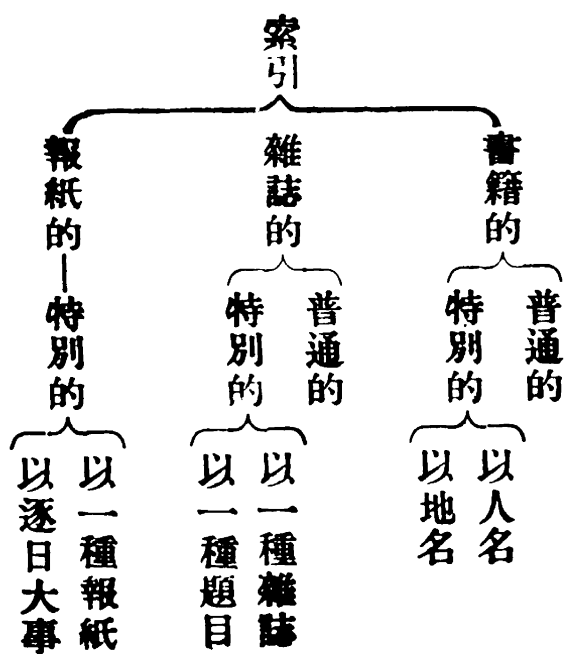 索引
書籍的
普通的
特別的
以人名
以地名
雜誌的
普通的
特別的
以一種雜誌
以一種題目
報紙的
特別的
以一種報紙
以逐日大事